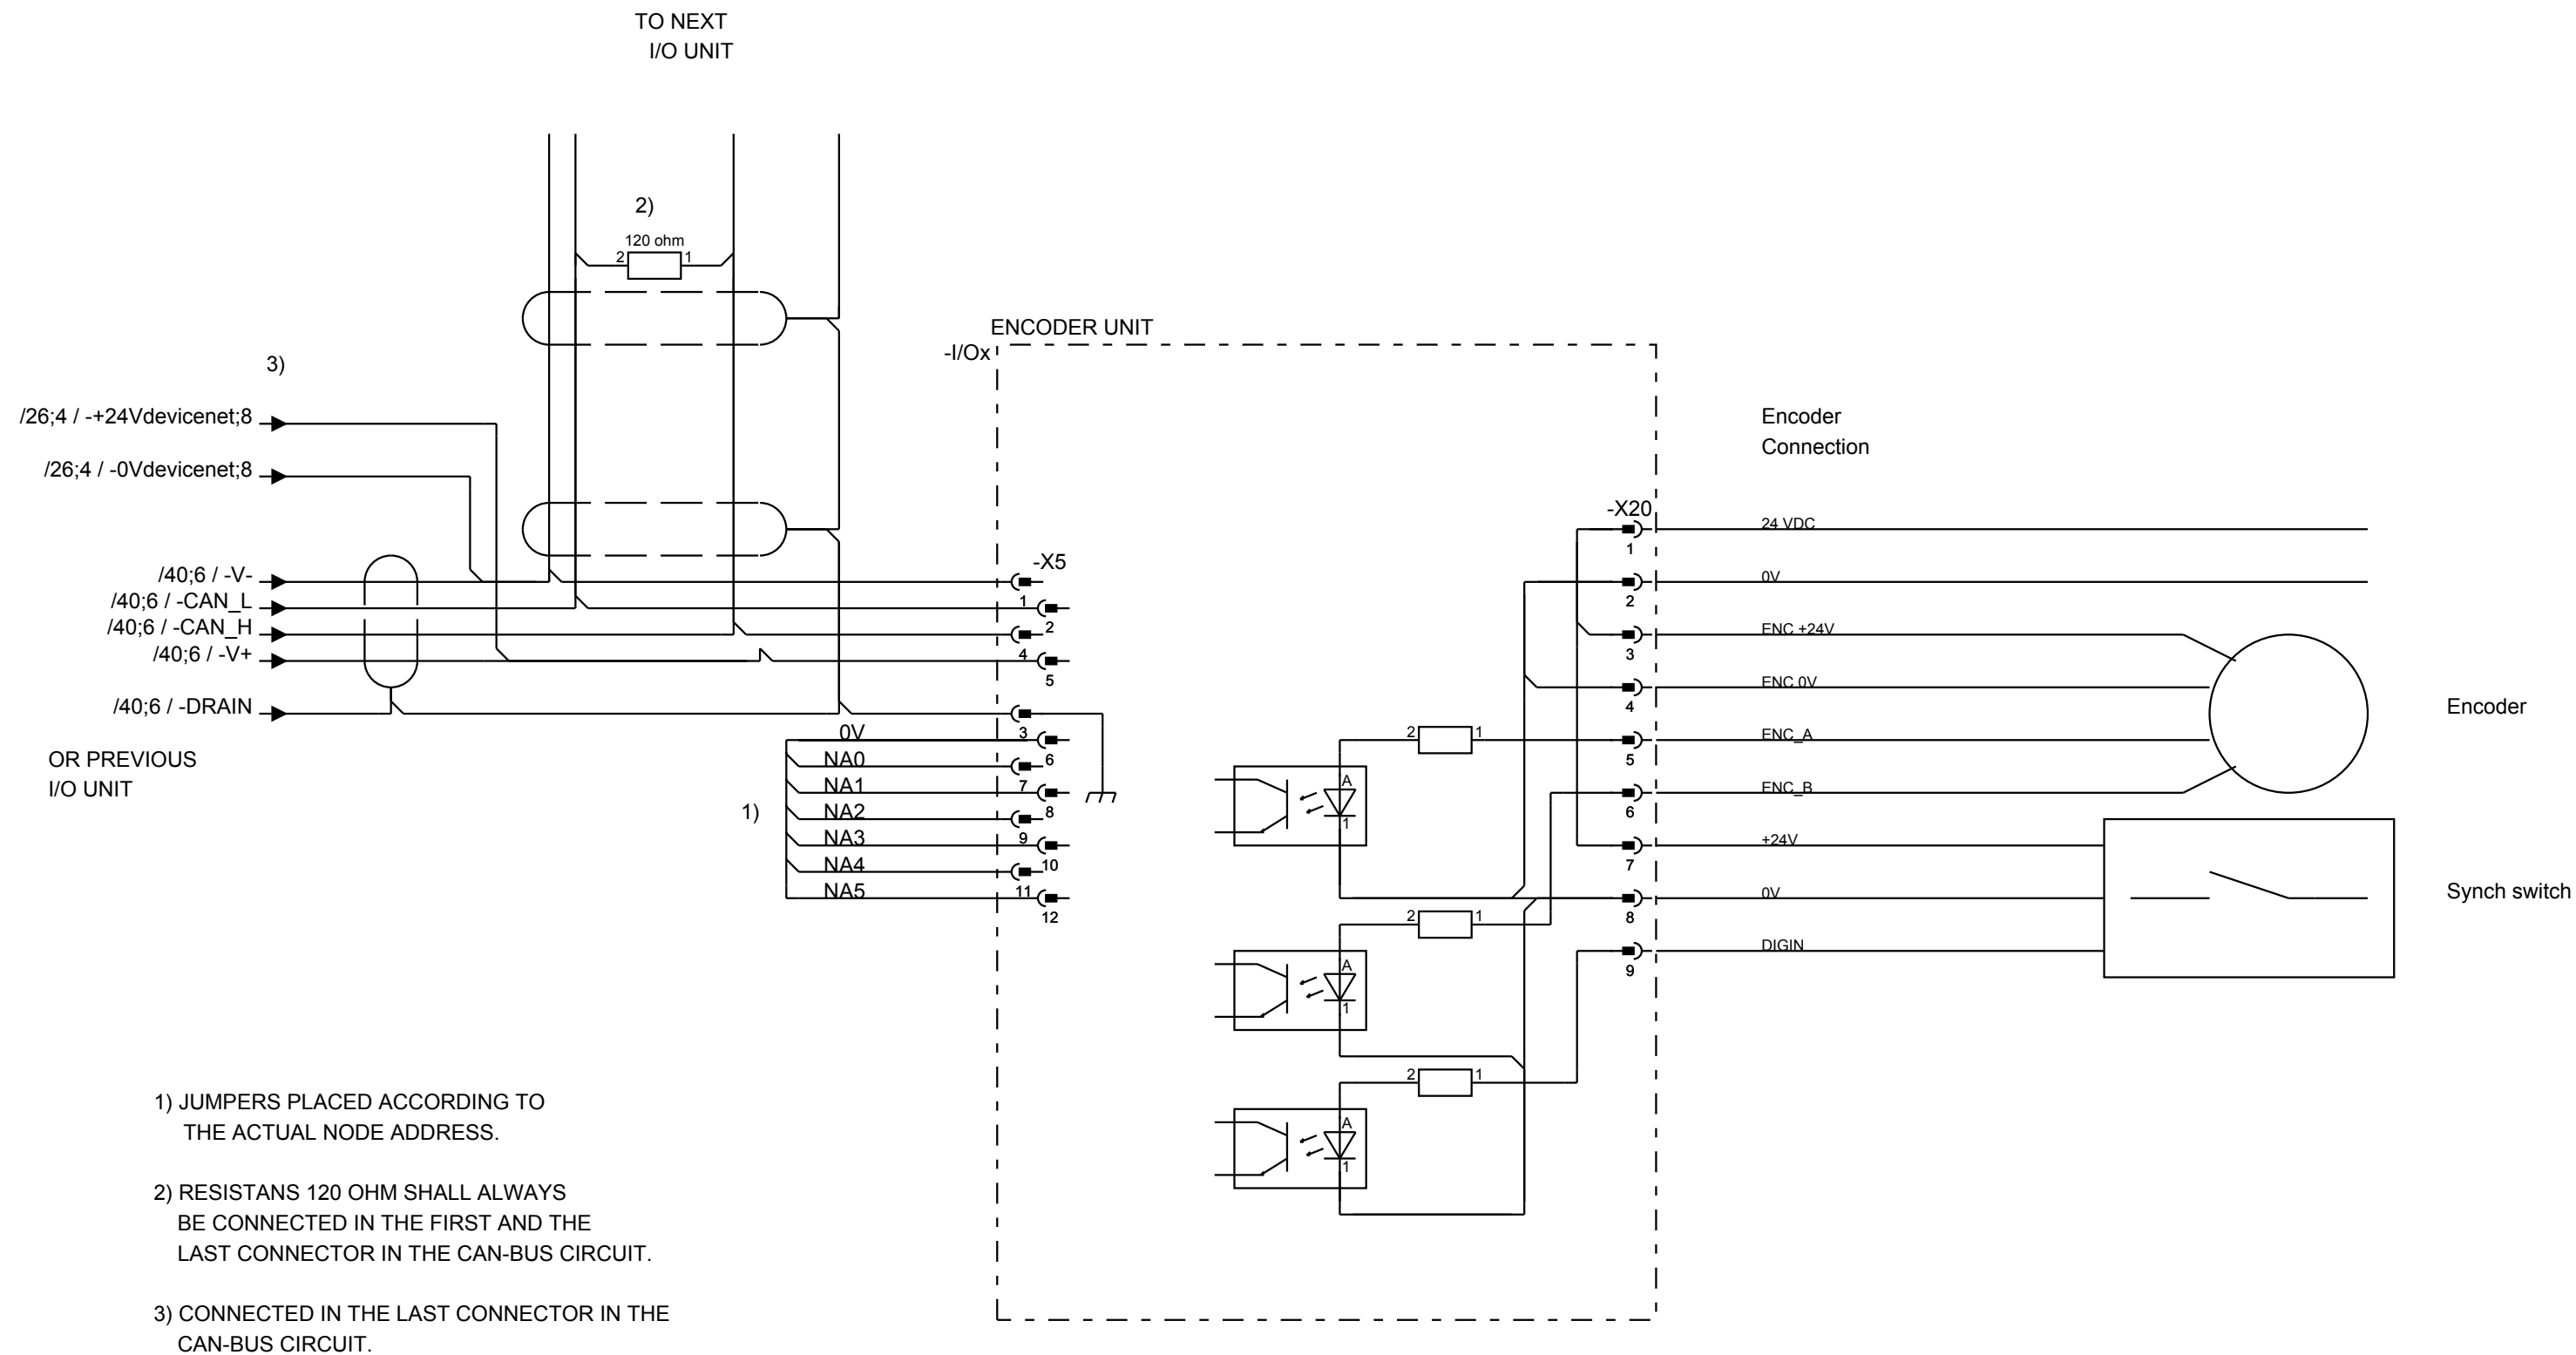 TO NEXT
I/O UNIT
2)
120 ohm
2
1
ENCODER UNIT
-I/Ox
3)
/26;4 / -+24Vdevicenet;8
/26;4 / -0Vdevicenet;8
/40;6 / -V-
/40;6 / -CAN_L
/40;6 / -CAN_H
/40;6 / -V+
/40;6 / -DRAIN
OR PREVIOUS
I/O UNIT
-X5
1
2
4
5
3
6
7
8
9
10
11
12
0V
NA0
NA1
NA2
NA3
NA4
NA5
1)
2
1
A
1
2
1
A
1
2
1
A
1
Encoder
Connection
-X20
1
24 VDC
2
0V
3
ENC +24V
4
ENC 0V
5
ENC_A
6
ENC_B
7
+24V
8
0V
9
DIGIN
Encoder
Synch switch
1) JUMPERS PLACED ACCORDING TO
THE ACTUAL NODE ADDRESS.
2) RESISTANS 120 OHM SHALL ALWAYS
BE CONNECTED IN THE FIRST AND THE
LAST CONNECTOR IN THE CAN-BUS CIRCUIT.
3) CONNECTED IN THE LAST CONNECTOR IN THE
CAN-BUS CIRCUIT.